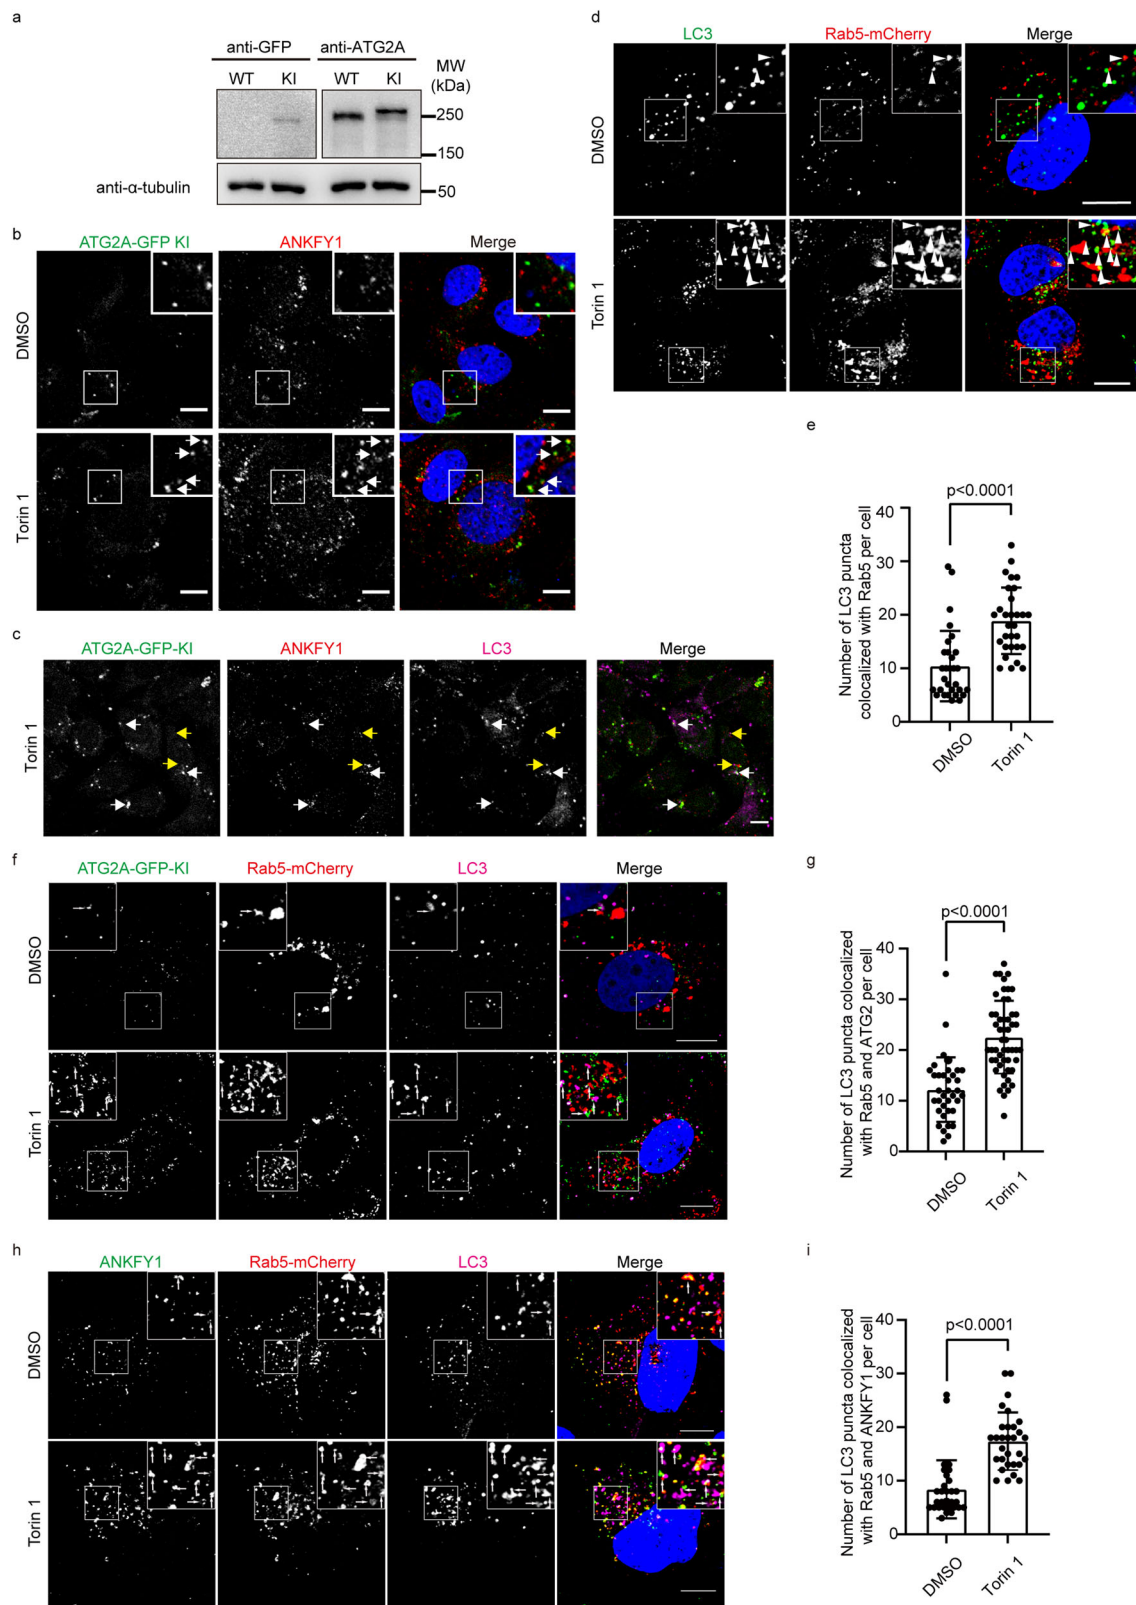 a
anti-GFP anti-ATG2A
WT KI WT KI MW
(kDa)
250
150
anti-α-tubulin 50
b
ATG2A-GFP KI ANKFY1 Merge
DMSO
Torin 1
c
ATG2A-GFP-KI ANKFY1 LC3 Merge
Torin 1
d
LC3 Rab5-mCherry Merge
DMSO
Torin 1
e
Number of LC3 puncta
colocalized with Rab5 per cell
p<0.0001
40
30
20
10
0
DMSO
Torin 1
f
ATG2A-GFP-KI Rab5-mCherry LC3 Merge
DMSO
Torin 1
g
Number of LC3 puncta colocalized
with Rab5 and ATG2 per cell
p<0.0001
40
30
20
10
0
DMSO
Torin 1
h
ANKFY1 Rab5-mCherry LC3 Merge
DMSO
Torin 1
i
Number of LC3 puncta colocalized
with Rab5 and ANKFY1 per cell
p<0.0001
40
30
20
10
0
DMSO
Torin 1